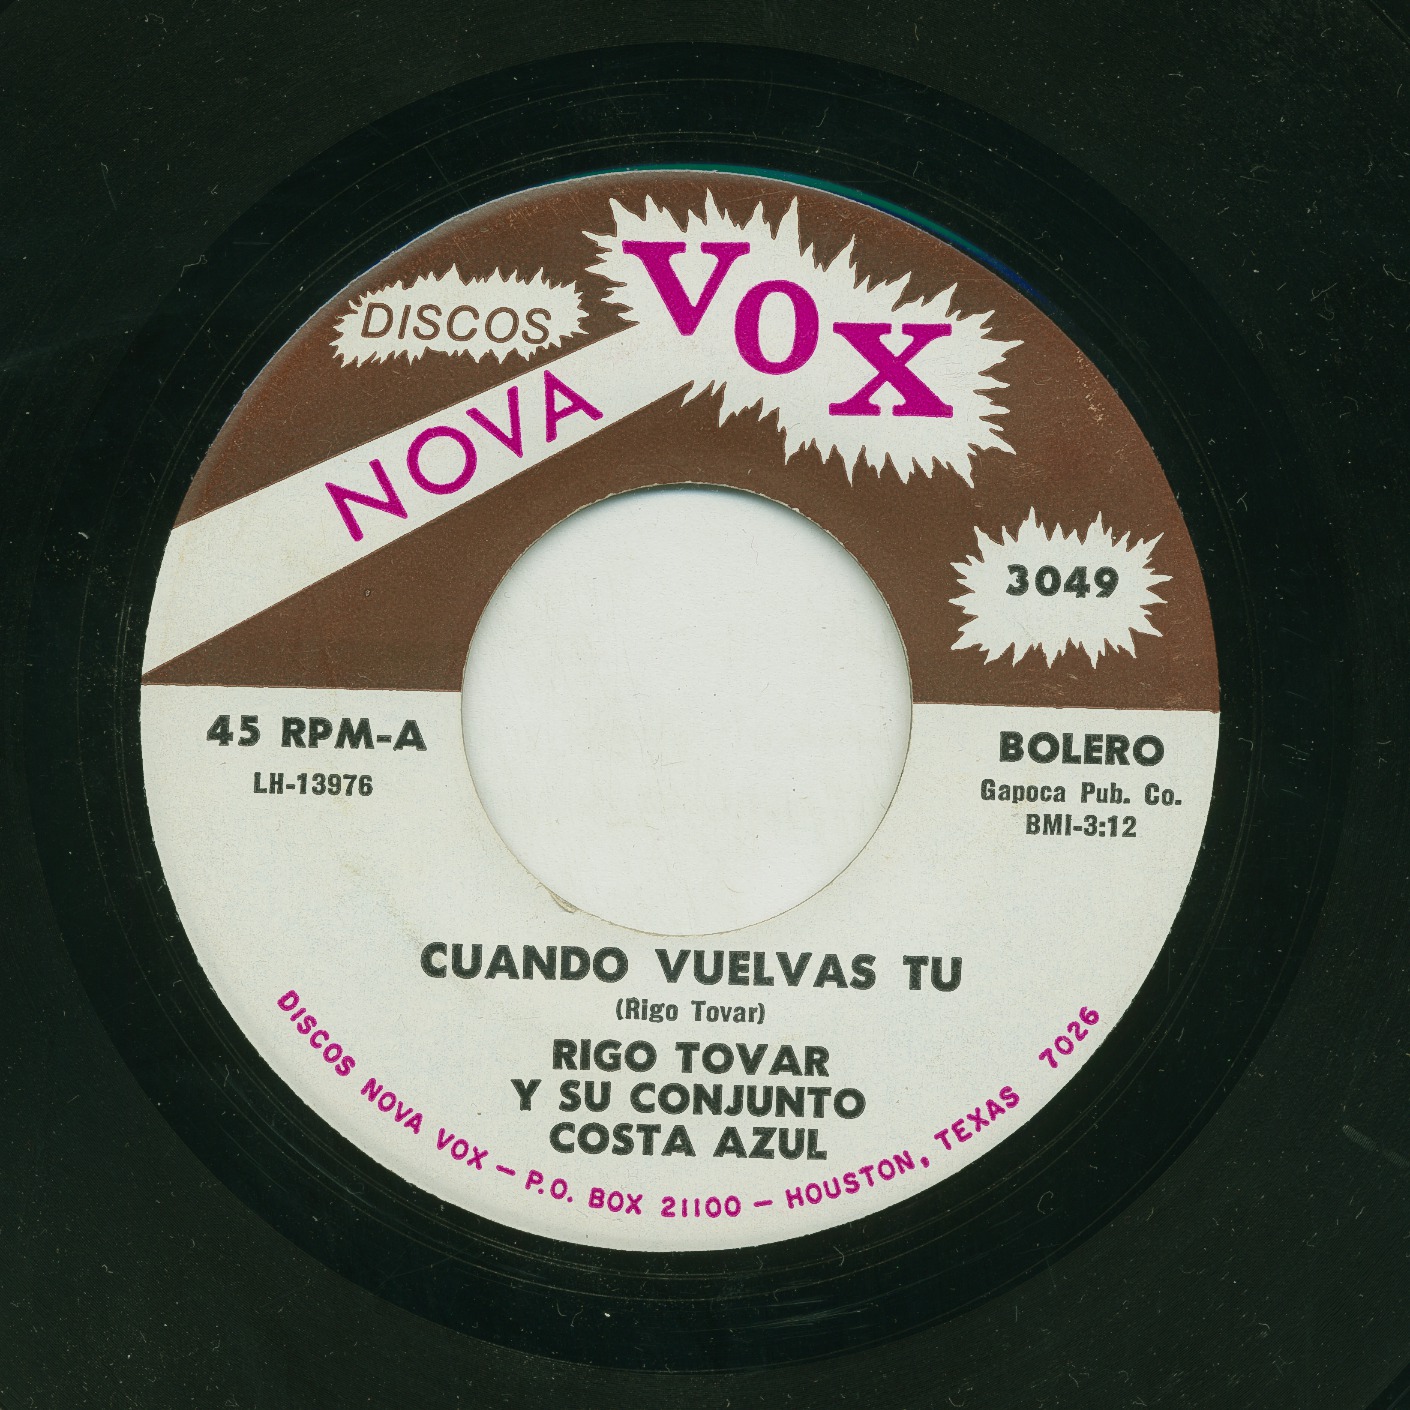 DISCOS
NOVA
VOX
3049
45 RPM-A
LH-13976
BOLERO
Gapoca Pub. Co.
BMI-3:12
CUANDO VUELVAS TU
(Rigo Tovar)
RIGO TOVAR
Y SU CONJUNTO
COSTA AZUL
DISCOS NOVA VOX — P.O. BOX 21100 — HOUSTON, TEXAS 7026